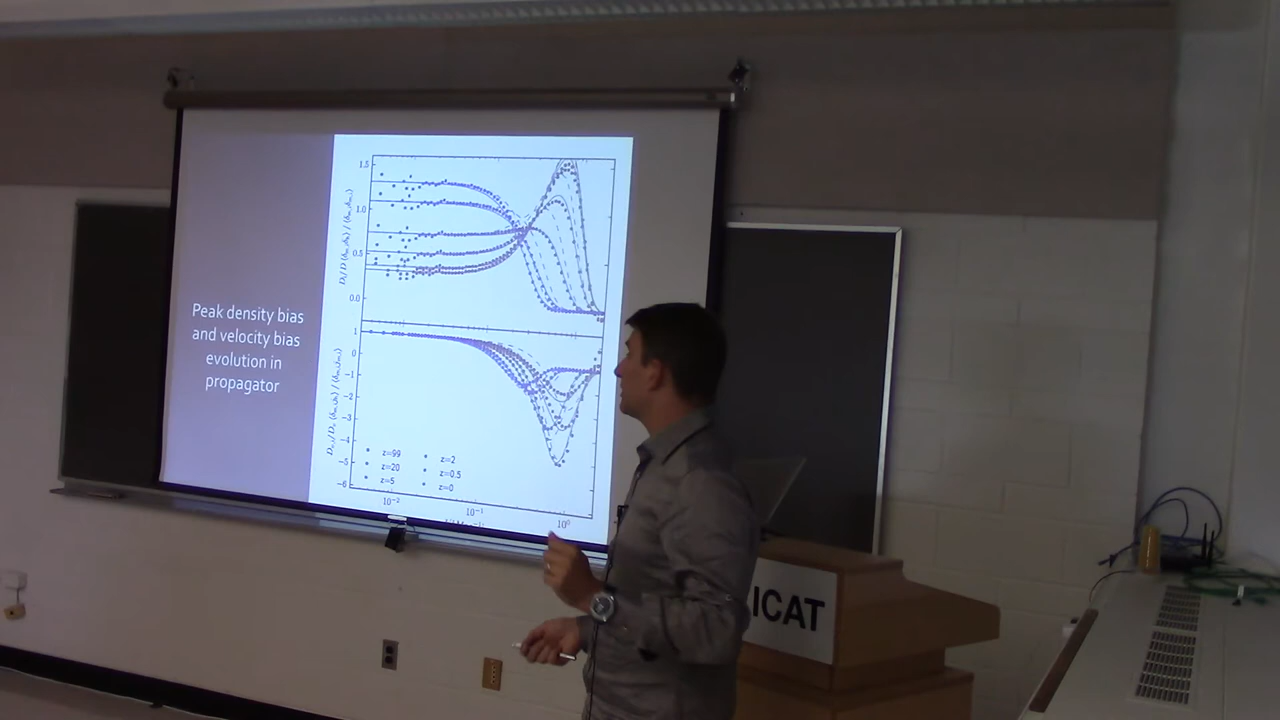 Peak density bias
and velocity bias
evolution in
propagator
1.5
1.0
0.5
0.0
1
0
−1
−2
−3
−4
−5
−6
z=99
z=20
z=5
z=2
z=0.5
z=0
10⁻²
10⁻¹
10⁰
ICAT